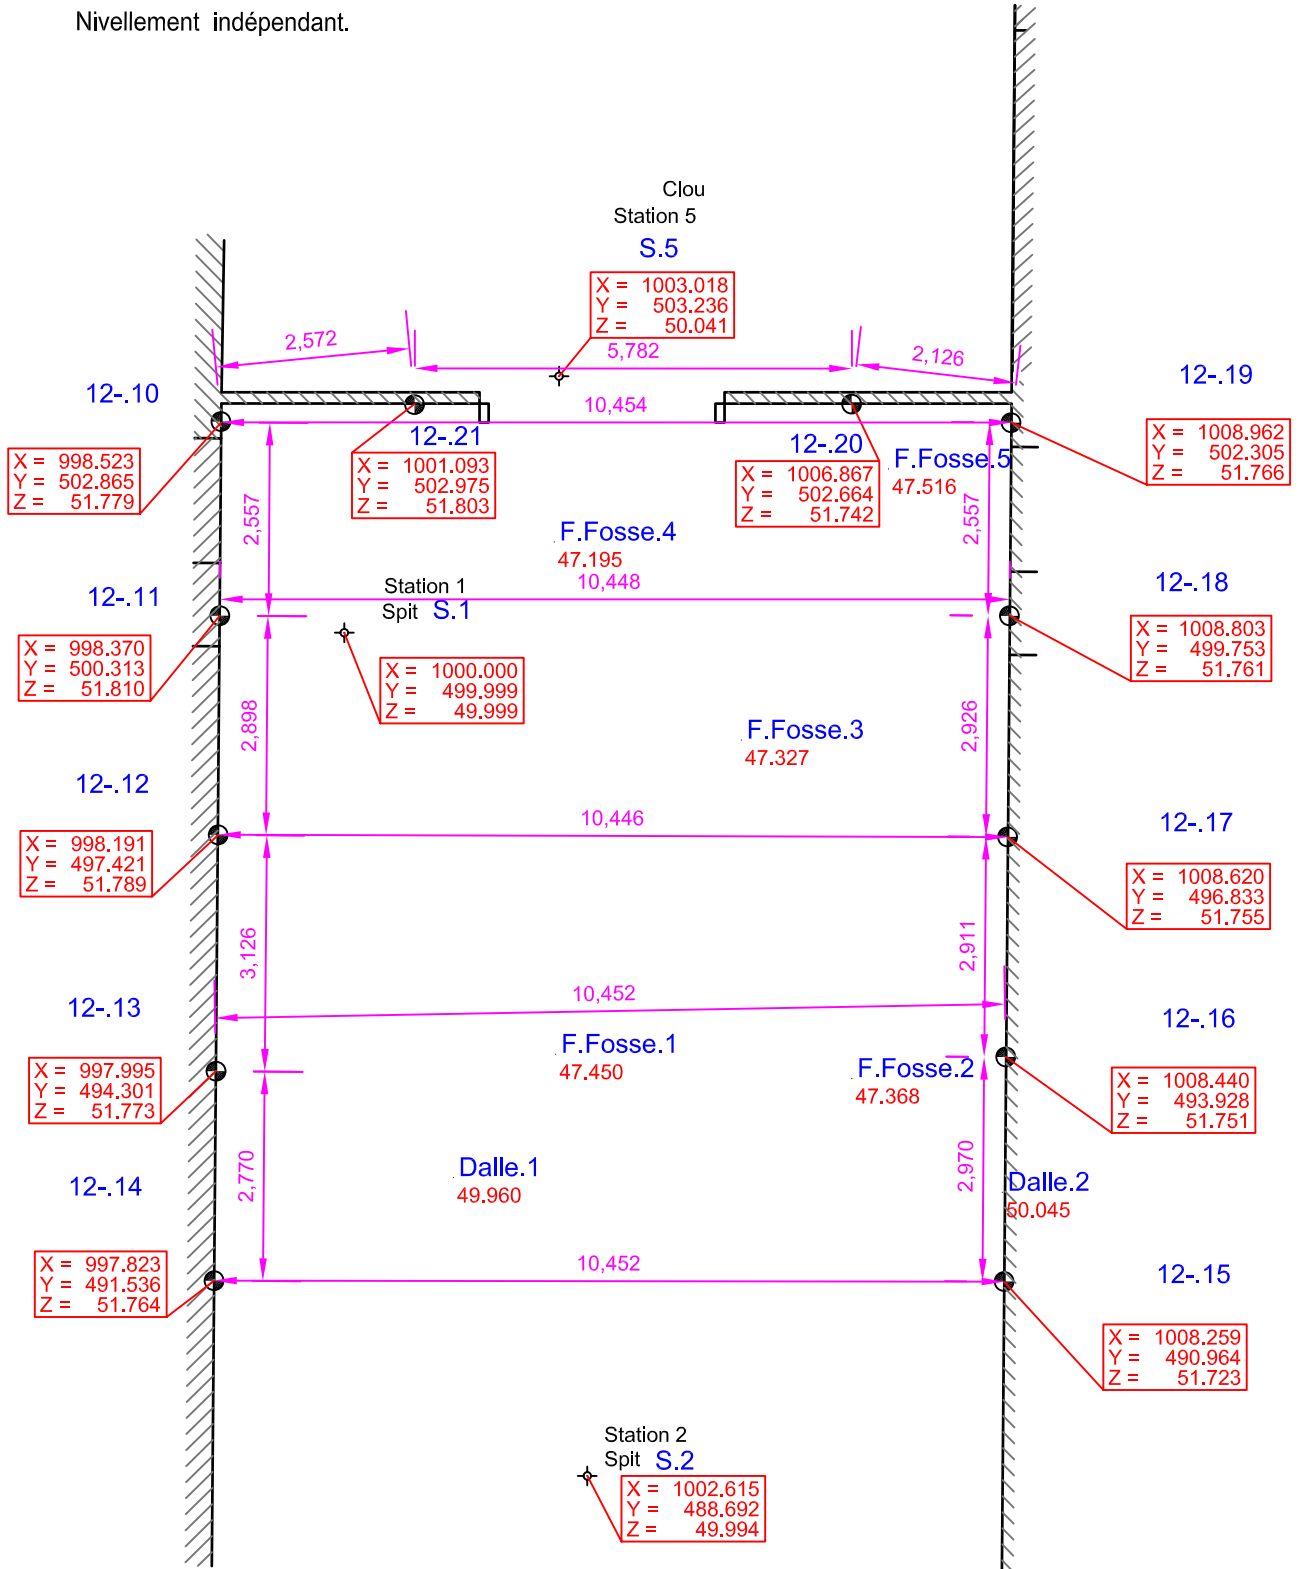 Nivellement indépendant.
Clou
Station 5
S.5
X = 1003.018
Y = 503.236
Z = 50.041
2,572
5,782
2,126
12-.10
12-.19
10,454
12-.21
12-.20
F.Fosse.5
47.516
X = 998.523
Y = 502.865
Z = 51.779
X = 1001.093
Y = 502.975
Z = 51.803
X = 1006.867
Y = 502.664
Z = 51.742
X = 1008.962
Y = 502.305
Z = 51.766
2,557
2,557
F.Fosse.4
47.195
10,448
12-.11
Station 1
Spit S.1
12-.18
X = 998.370
Y = 500.313
Z = 51.810
X = 1000.000
Y = 499.999
Z = 49.999
X = 1008.803
Y = 499.753
Z = 51.761
2,898
2,926
F.Fosse.3
47.327
12-.12
10,446
12-.17
X = 998.191
Y = 497.421
Z = 51.789
X = 1008.620
Y = 496.833
Z = 51.755
3,126
2,911
10,452
12-.13
12-.16
F.Fosse.1
47.450
F.Fosse.2
47.368
X = 997.995
Y = 494.301
Z = 51.773
X = 1008.440
Y = 493.928
Z = 51.751
2,770
2,970
12-.14
Dalle.1
49.960
Dalle.2
50.045
X = 997.823
Y = 491.536
Z = 51.764
10,452
12-.15
X = 1008.259
Y = 490.964
Z = 51.723
Station 2
Spit S.2
X = 1002.615
Y = 488.692
Z = 49.994